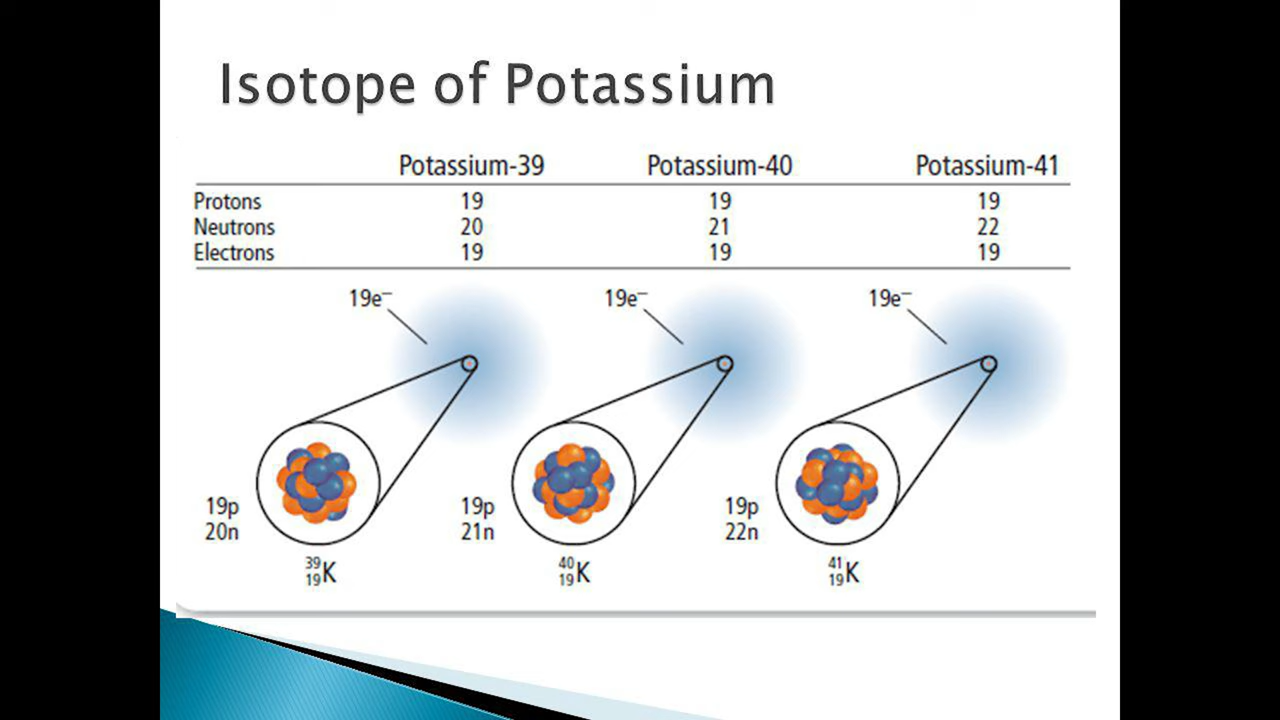 Isotope of Potassium
Potassium-39 Potassium-40 Potassium-41
Protons 19 19 19
Neutrons 20 21 22
Electrons 19 19 19
19e⁻ 19e⁻ 19e⁻
19p 19p 19p
20n 21n 22n
³⁹₁₉K ⁴⁰₁₉K ⁴¹₁₉K